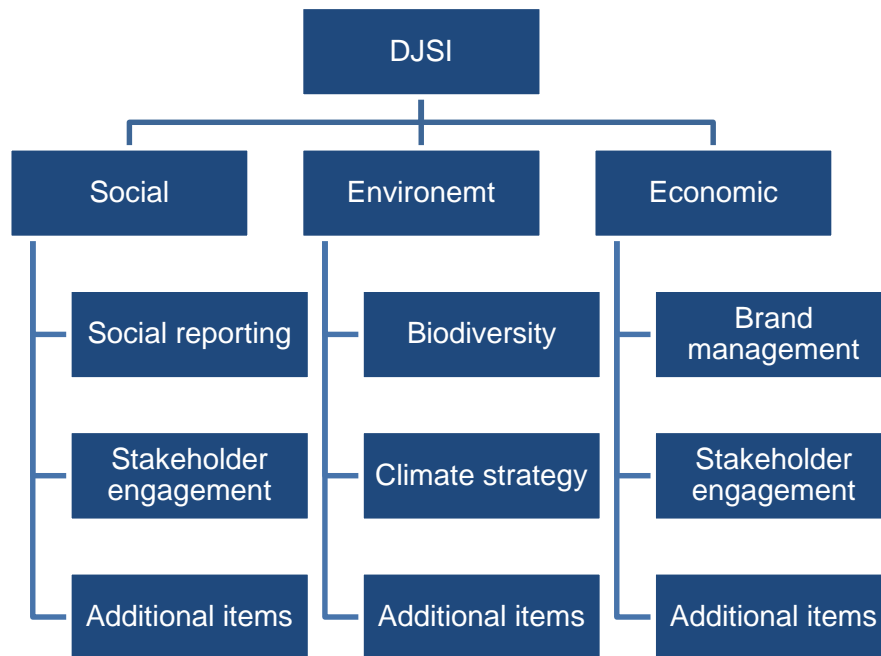 DJSI
Social
Environemt
Economic
Social reporting
Biodiversity
Brand
management
Stakeholder
engagement
Climate strategy
Stakeholder
engagement
Additional items
Additional items
Additional items